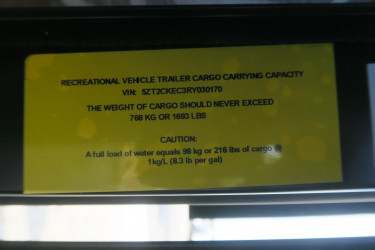 RECREATIONAL VEHICLE TRAILER CARGO CARRYING CAPACITY
VIN: 5ZT2CKEC3RY030170
THE WEIGHT OF CARGO SHOULD NEVER EXCEED
768 KG OR 1693 LBS
CAUTION:
A full load of water equals 98 kg or 216 lbs of cargo @
1kg/L (8.3 lb per gal)